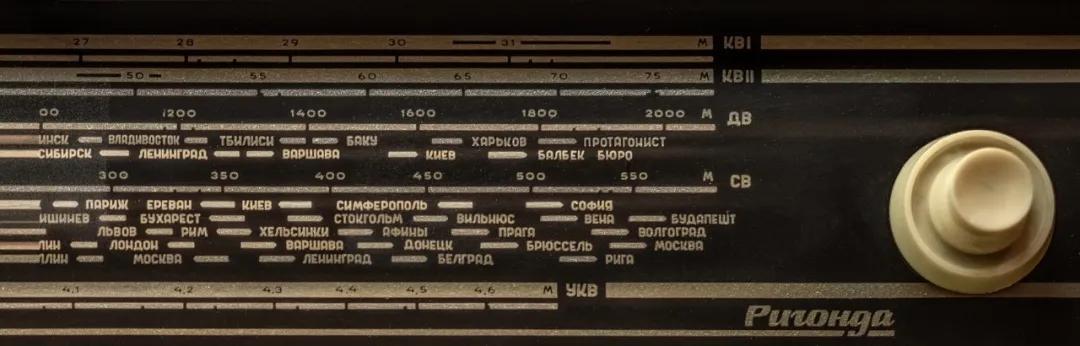 27 28 29 30 31 М КВI
50 55 60 65 70 75 М КВII
00 1200 1400 1600 1800 2000 М ДВ
ИНСК ВЛАДИВОСТОК ТБИЛИСИ БАКУ ХАРЬКОВ ПРОТАГОНИСТ
СИБИРСК ЛЕНИНГРАД ВАРШАВА КИЕВ БАЛБЕК БЮРО
300 350 400 450 500 550 М СВ
ПАРИЖ ЕРЕВАН КИЕВ СИМФЕРОПОЛЬ СОФИЯ
ИШИНЕВ БУХАРЕСТ СТОКГОЛЬМ ВИЛЬНЮС ВЕНА БУДАПЕШТ
ЛЬВОВ РИМ ХЕЛЬСИНКИ АФИНЫ ПРАГА ВОЛГОГРАД
ЛИН ЛОНДОН ВАРШАВА ДОНЕЦК БРЮССЕЛЬ МОСКВА
ЛЛИН МОСКВА ЛЕНИНГРАД БЕЛГРАД РИГА
4,1 4,2 4,3 4,4 4,5 4,6 М УКВ
Ригонда